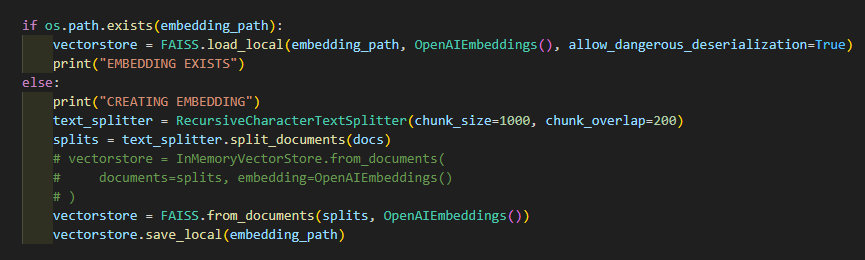 if os.path.exists(embedding_path):
    vectorstore = FAISS.load_local(embedding_path, OpenAIEmbeddings(), allow_dangerous_deserialization=True)
    print("EMBEDDING EXISTS")
else:
    print("CREATING EMBEDDING")
    text_splitter = RecursiveCharacterTextSplitter(chunk_size=1000, chunk_overlap=200)
    splits = text_splitter.split_documents(docs)
    # vectorstore = InMemoryVectorStore.from_documents(
    #     documents=splits, embedding=OpenAIEmbeddings()
    # )
    vectorstore = FAISS.from_documents(splits, OpenAIEmbeddings())
    vectorstore.save_local(embedding_path)